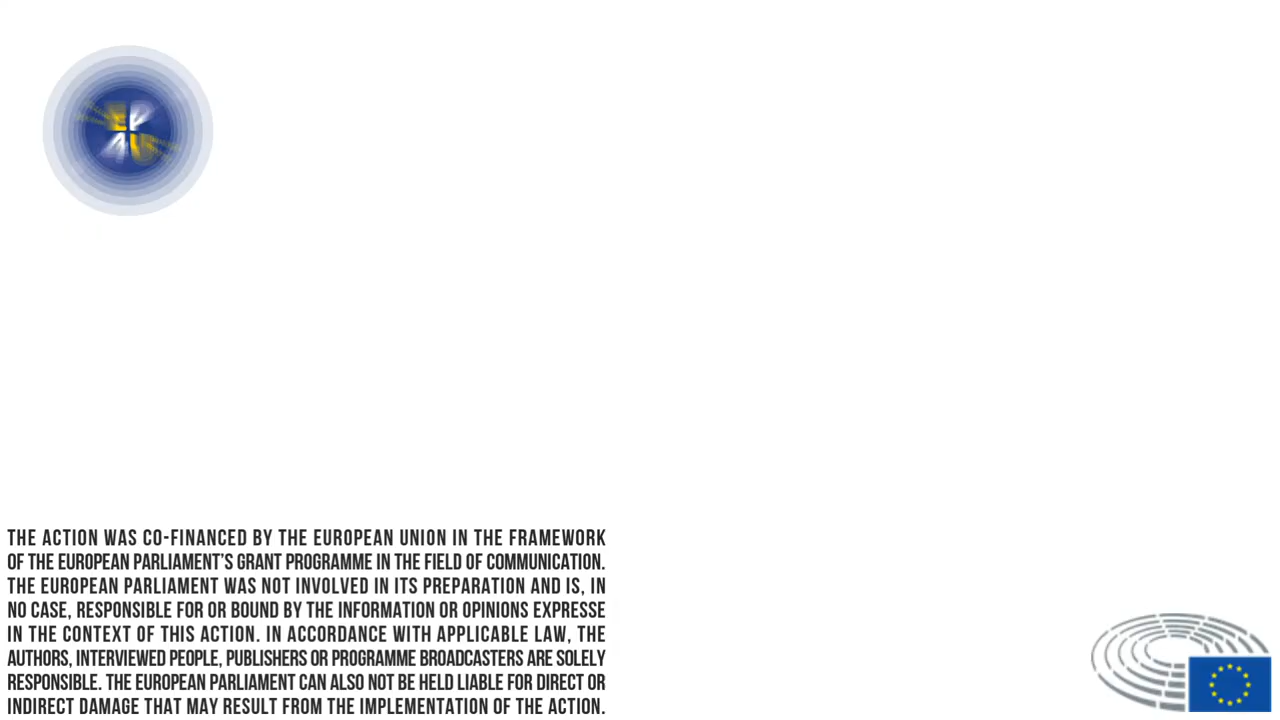 THE ACTION WAS CO-FINANCED BY THE EUROPEAN UNION IN THE FRAMEWORK
OF THE EUROPEAN PARLIAMENT'S GRANT PROGRAMME IN THE FIELD OF COMMUNICATION.
THE EUROPEAN PARLIAMENT WAS NOT INVOLVED IN ITS PREPARATION AND IS, IN
NO CASE, RESPONSIBLE FOR OR BOUND BY THE INFORMATION OR OPINIONS EXPRESSE
IN THE CONTEXT OF THIS ACTION. IN ACCORDANCE WITH APPLICABLE LAW, THE
AUTHORS, INTERVIEWED PEOPLE, PUBLISHERS OR PROGRAMME BROADCASTERS ARE SOLELY
RESPONSIBLE. THE EUROPEAN PARLIAMENT CAN ALSO NOT BE HELD LIABLE FOR DIRECT OR
INDIRECT DAMAGE THAT MAY RESULT FROM THE IMPLEMENTATION OF THE ACTION.